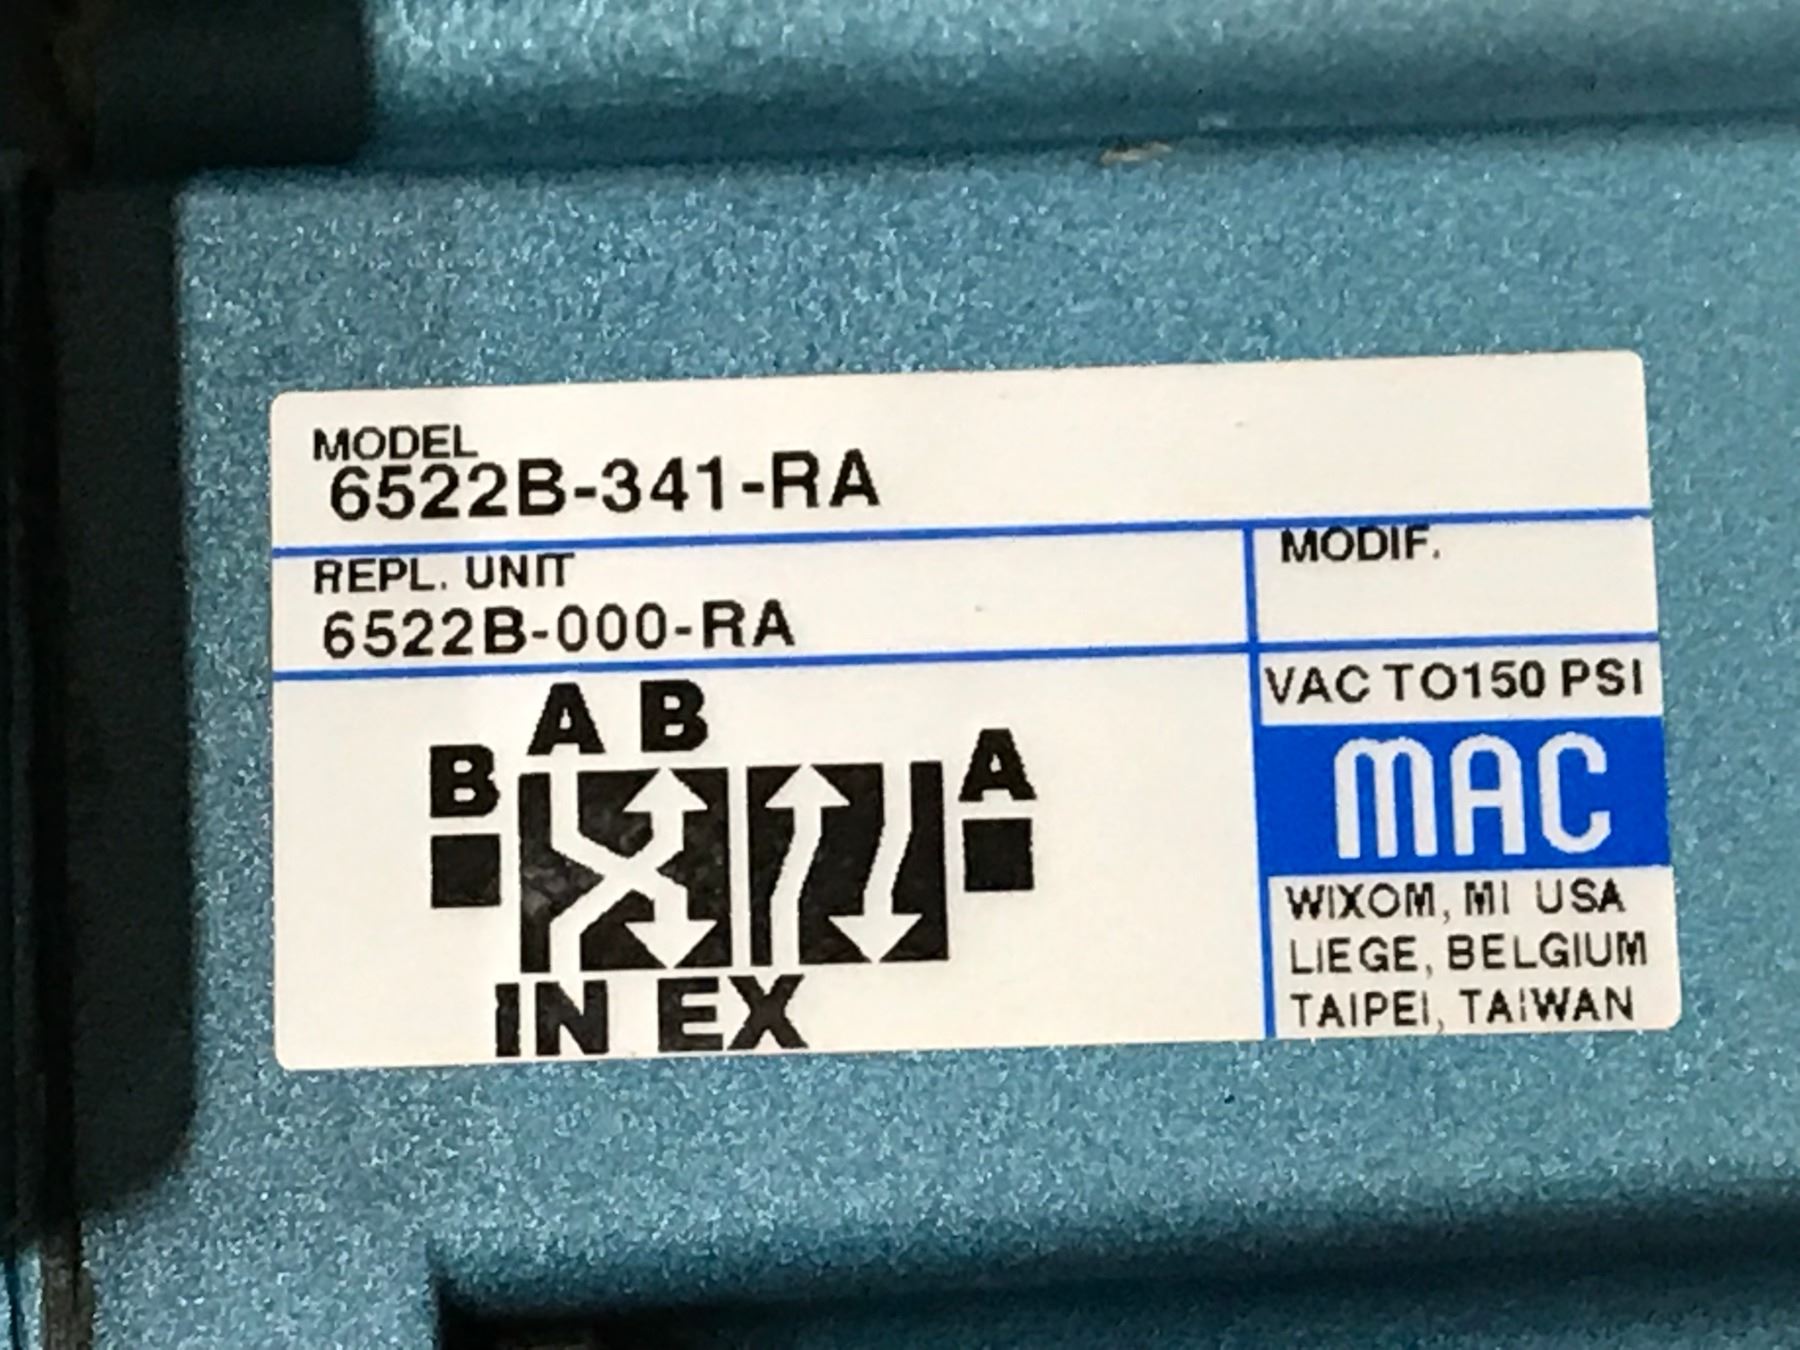 MODEL
6522B-341-RA
REPL. UNIT
6522B-000-RA
MODIF.
VAC TO150 PSI
A B
B
A
IN EX
MAC
WIXOM, MI USA
LIEGE, BELGIUM
TAIPEI, TAIWAN